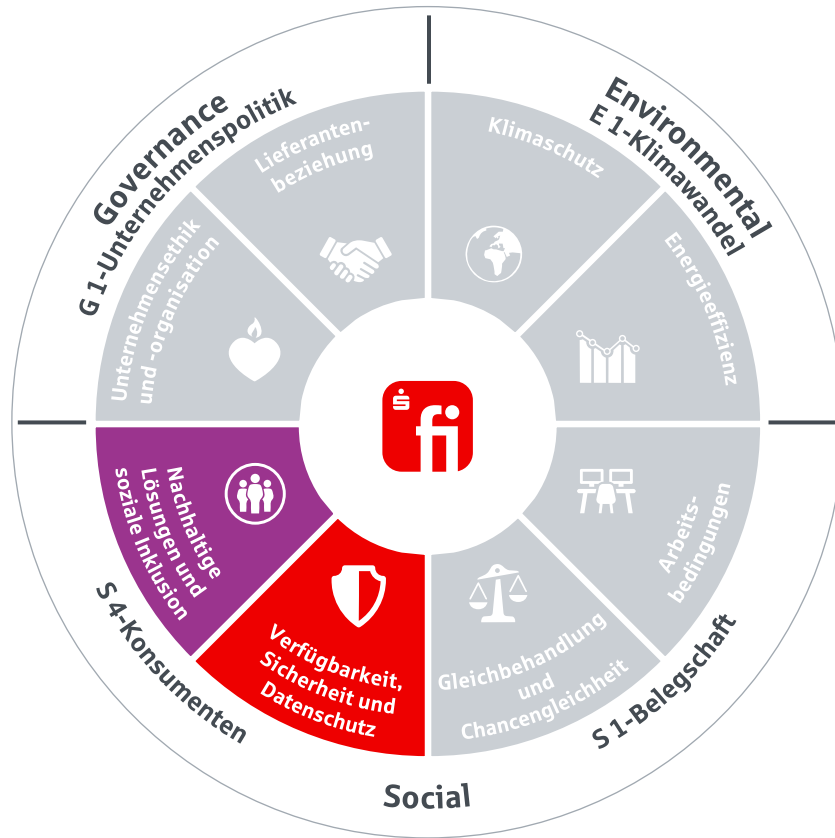 Governance
G 1-Unternehmenspolitik
Environmental
E 1-Klimawandel
Lieferanten-
beziehung
Klimaschutz
Unternehmensethik
und -organisation
Energieeffizienz
fi
Nachhaltige
Lösungen und
soziale Inklusion
Arbeits-
bedingungen
Verfügbarkeit,
Sicherheit und
Datenschutz
Gleichbehandlung
und
Chancengleichheit
S 4-Konsumenten
S 1-Belegschaft
Social